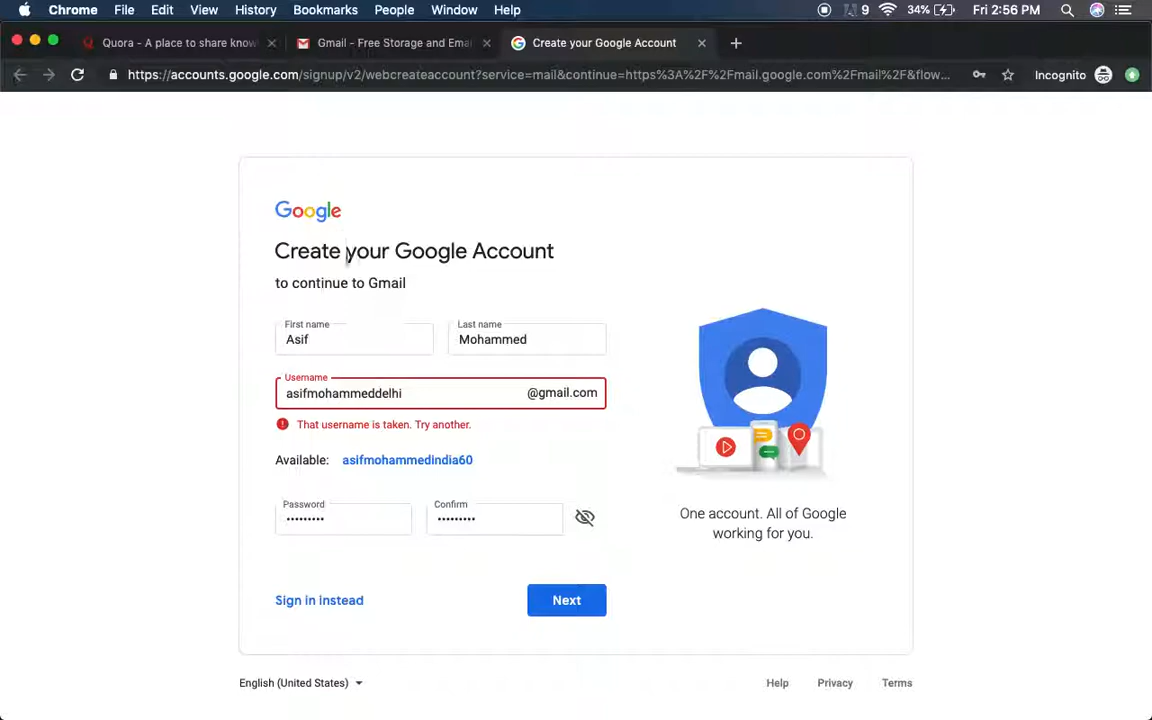 Chrome File Edit View History Bookmarks People Window Help 9 34% Fri 2:56 PM
Quora - A place to share know Gmail - Free Storage and Ema Create your Google Account
https://accounts.google.com/signup/v2/webcreateaccount?service=mail&continue=https%3A%2F%2Fmail.google.com%2Fmail%2F&flow... Incognito
Google
Create your Google Account
to continue to Gmail
First name Last name
Asif Mohammed
Username
asifmohammeddelhi @gmail.com
That username is taken. Try another.
Available: asifmohammedindia60
Password Confirm
••••••••• •••••••••
One account. All of Google
working for you.
Sign in instead Next
English (United States) Help Privacy Terms